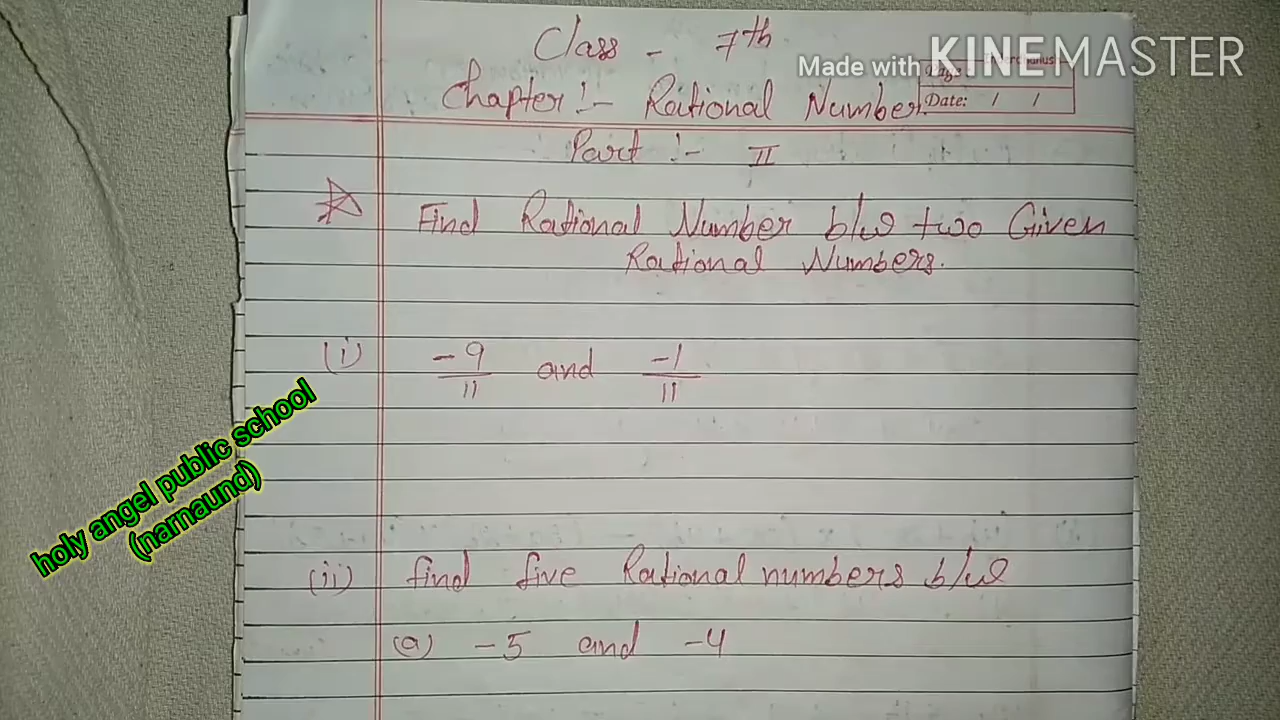 Class - 7th
Made with KINEMASTER
Chapter :- Rational Number.
Date: / /
Part :- II
Find Rational Number b/w two Given
Rational Numbers.
(i) -9/11 and -1/11
holy angel public school
(narnaund)
(ii) find five Rational numbers b/w
(a) -5 and -4